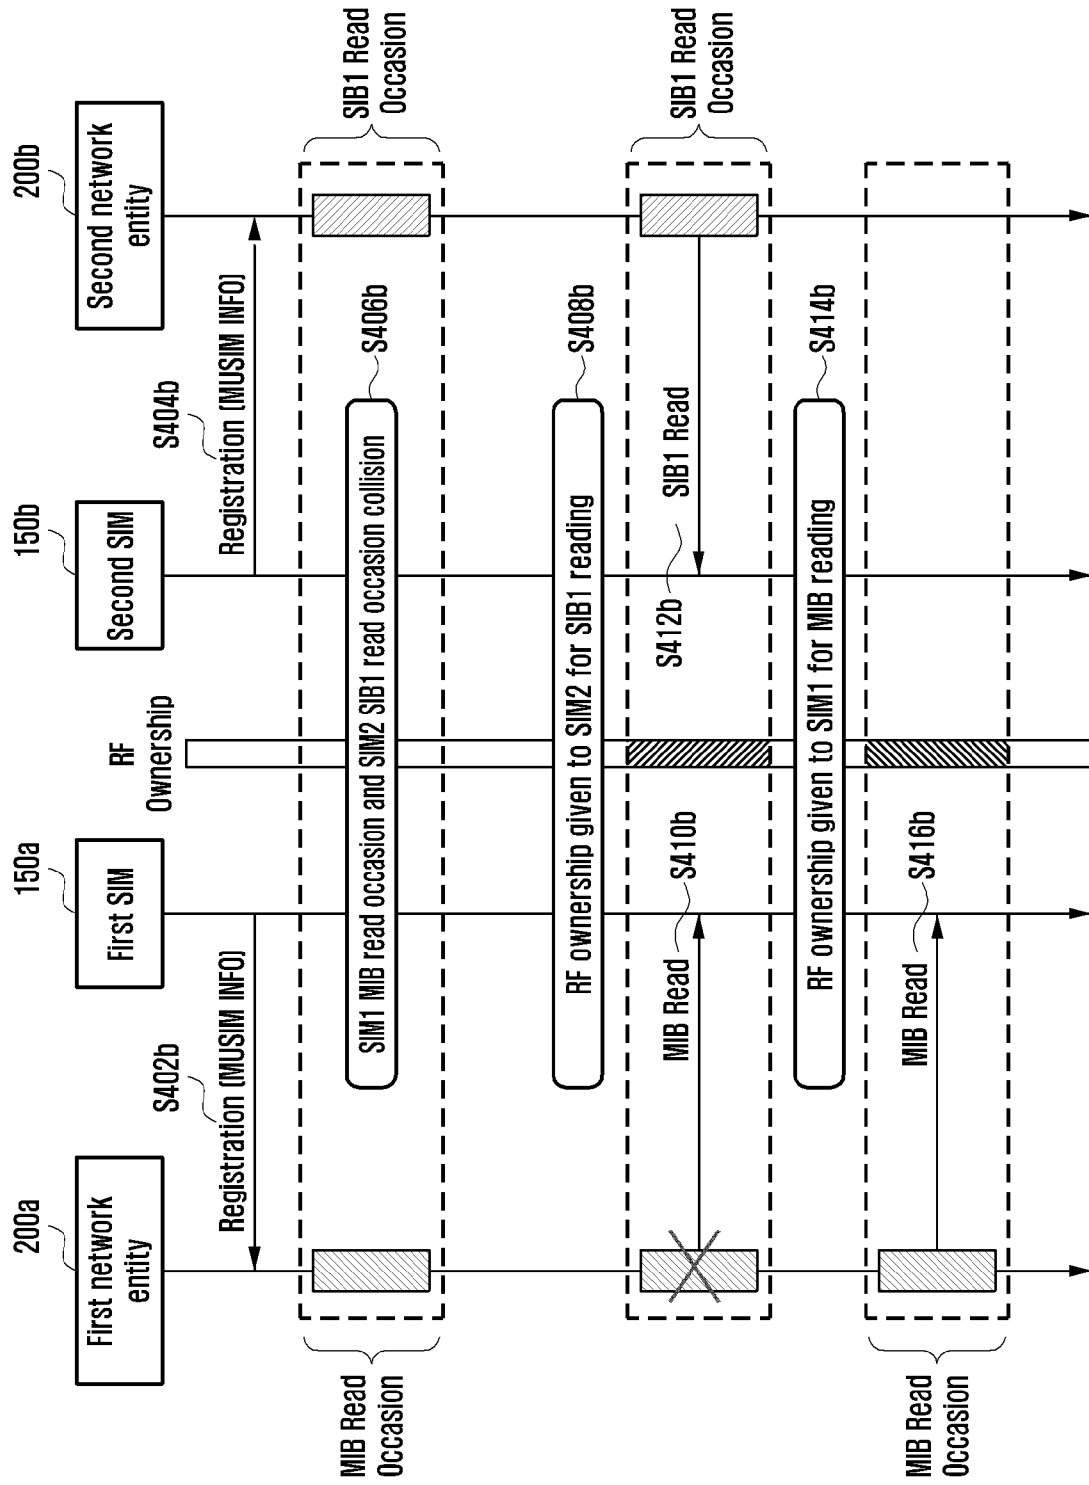 200a
First network
entity
150a
First SIM
RF
Ownership
150b
Second SIM
200b
Second network
entity
S402b
Registration (MUSIM INFO)
S404b
Registration (MUSIM INFO)
MIB Read
Occasion
SIM1 MIB read occasion and SIM2 SIB1 read occasion collision
S406b
SIB1 Read
Occasion
RF ownership given to SIM2 for SIB1 reading
S408b
MIB Read
S410b
S412b
SIB1 Read
SIB1 Read
Occasion
RF ownership given to SIM1 for MIB reading
S414b
MIB Read
Occasion
MIB Read
S416b